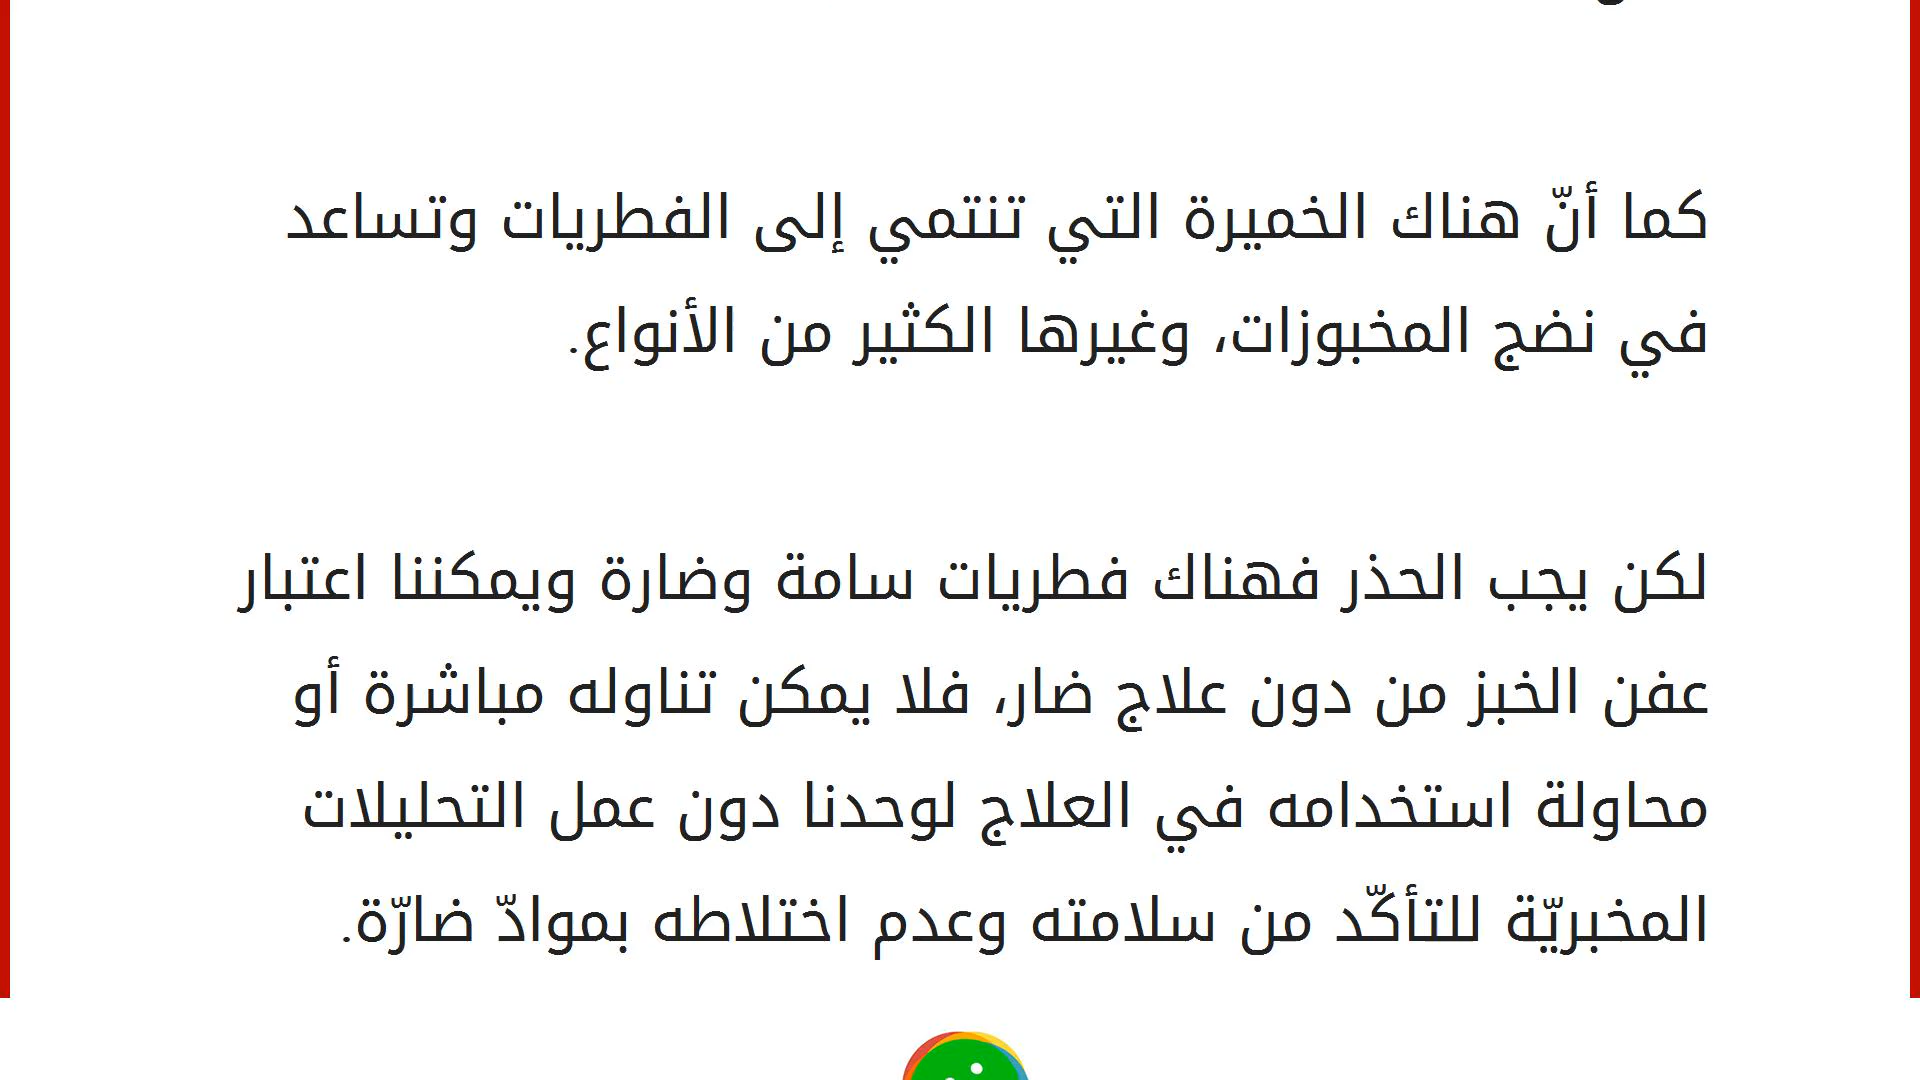 كما أنّ هناك الخميرة التي تنتمي إلى الفطريات وتساعد
في نضج المخبوزات، وغيرها الكثير من الأنواع.
لكن يجب الحذر فهناك فطريات سامة وضارة ويمكننا اعتبار
عفن الخبز من دون علاج ضار، فلا يمكن تناوله مباشرة أو
محاولة استخدامه في العلاج لوحدنا دون عمل التحليلات
المخبريّة للتأكّد من سلامته وعدم اختلاطه بموادّ ضارّة.